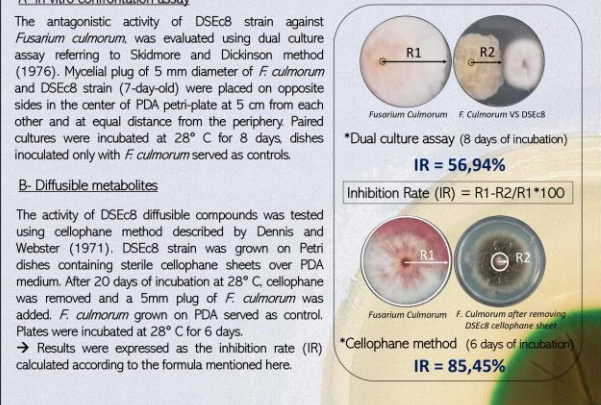 A- In vitro confrontation assay
The antagonistic activity of DSEc8 strain against
Fusarium culmorum, was evaluated using dual culture
assay referring to Skidmore and Dickinson method
(1976). Mycelial plug of 5 mm diameter of F. culmorum
and DSEc8 strain (7-day-old) were placed on opposite
sides in the center of PDA petri-plate at 5 cm from each
other and at equal distance from the periphery. Paired
cultures were incubated at 28° C for 8 days, dishes
inoculated only with F. culmorum served as controls.
B- Diffusible metabolites
The activity of DSEc8 diffusible compounds was tested
using cellophane method described by Dennis and
Webster (1971). DSEc8 strain was grown on Petri
dishes containing sterile cellophane sheets over PDA
medium. After 20 days of incubation at 28° C, cellophane
was removed and a 5mm plug of F. culmorum was
added. F. culmorum grown on PDA served as control.
Plates were incubated at 28° C for 6 days.
→ Results were expressed as the inhibition rate (IR)
calculated according to the formula mentioned here.
R1 R2
Fusarium Culmorum F. Culmorum VS DSEc8
*Dual culture assay (8 days of incubation)
IR = 56,94%
Inhibition Rate (IR) = R1-R2/R1*100
R1 R2
Fusarium Culmorum F. Culmorum after removing
DSEc8 cellophane sheet
*Cellophane method (6 days of incubation)
IR = 85,45%